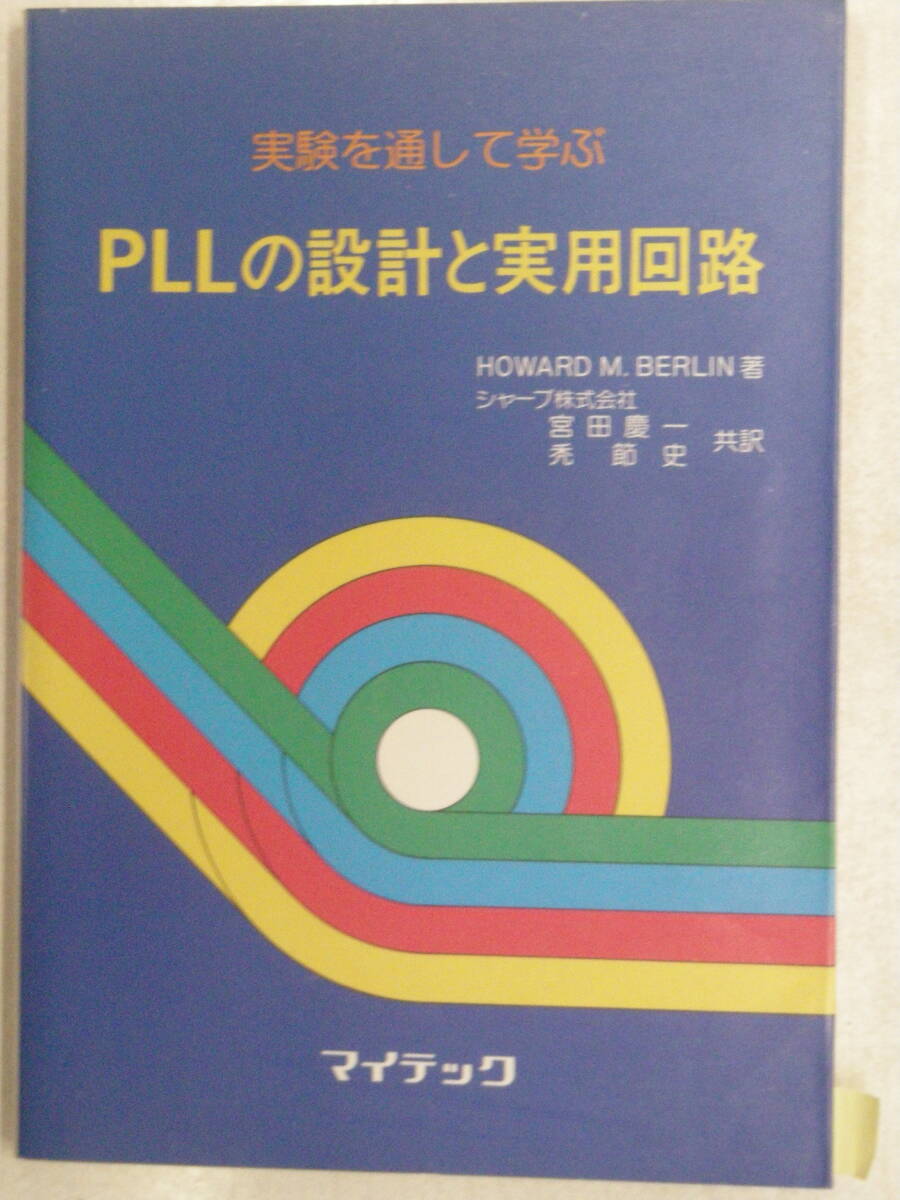 実験を通して学ぶ
PLLの設計と実用回路
HOWARD M. BERLIN 著
シャープ株式会社
宮田慶一
禿 節史 共訳
マイテック